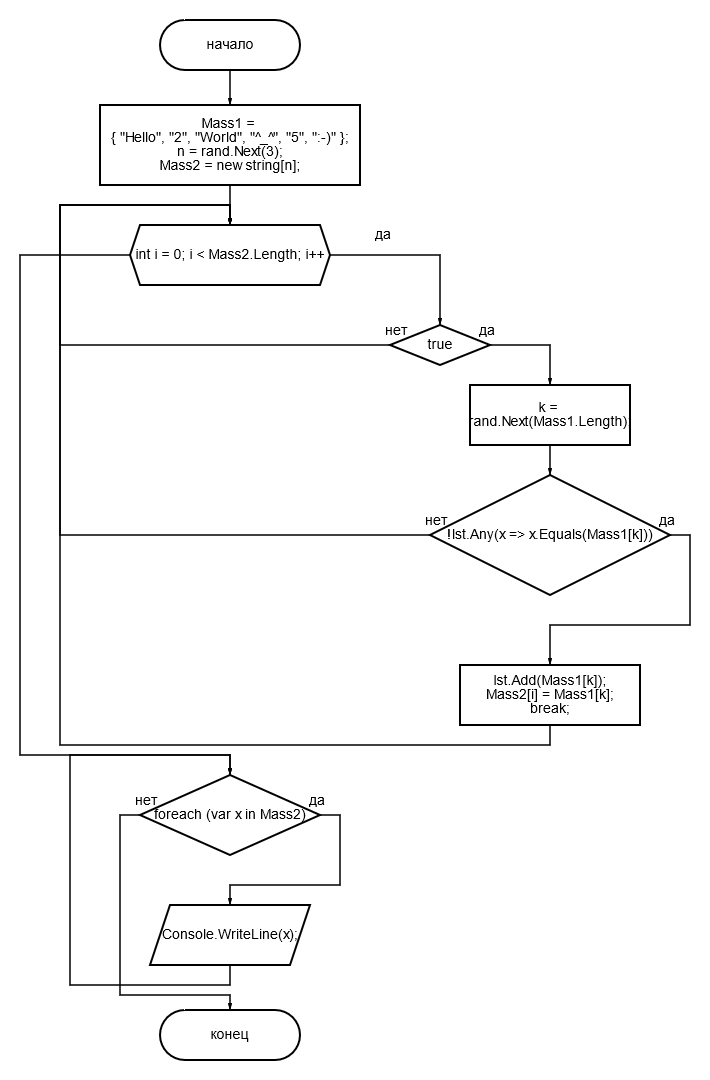 начало
Mass1 =
{ "Hello", "2", "World", "^_^", "5", ":-)" };
n = rand.Next(3);
Mass2 = new string[n];
int i = 0; i < Mass2.Length; i++
да
нет
да
true
k =
rand.Next(Mass1.Length)
нет
да
!lst.Any(x => x.Equals(Mass1[k]))
lst.Add(Mass1[k]);
Mass2[i] = Mass1[k];
break;
нет
да
foreach (var x in Mass2)
Console.WriteLine(x);
конец